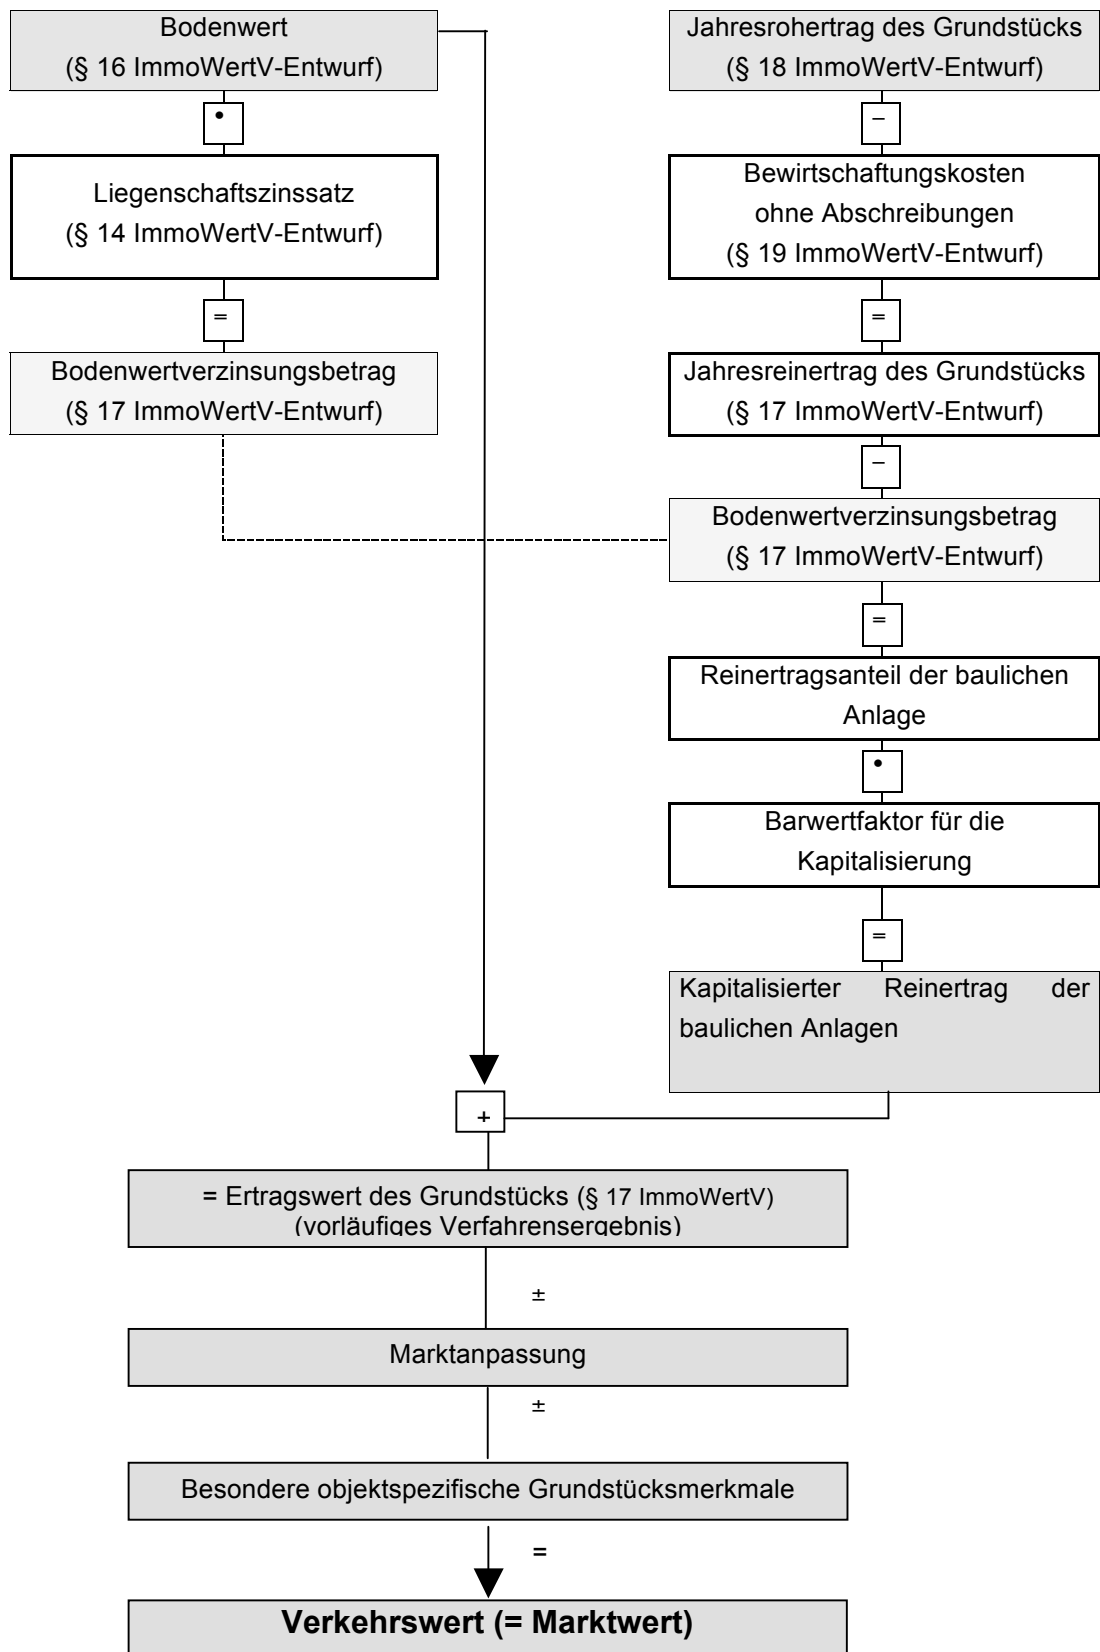 Bodenwert
(§ 16 ImmoWertV-Entwurf)
•
Liegenschaftszinssatz
(§ 14 ImmoWertV-Entwurf)
=
Bodenwertverzinsungsbetrag
(§ 17 ImmoWertV-Entwurf)
Jahresrohertrag des Grundstücks
(§ 18 ImmoWertV-Entwurf)
–
Bewirtschaftungskosten
ohne Abschreibungen
(§ 19 ImmoWertV-Entwurf)
=
Jahresreinertrag des Grundstücks
(§ 17 ImmoWertV-Entwurf)
–
Bodenwertverzinsungsbetrag
(§ 17 ImmoWertV-Entwurf)
=
Reinertragsanteil der baulichen
Anlage
•
Barwertfaktor für die
Kapitalisierung
=
Kapitalisierter Reinertrag der
baulichen Anlagen
+
= Ertragswert des Grundstücks (§ 17 ImmoWertV)
(vorläufiges Verfahrensergebnis)
±
Marktanpassung
±
Besondere objektspezifische Grundstücksmerkmale
=
Verkehrswert (= Marktwert)